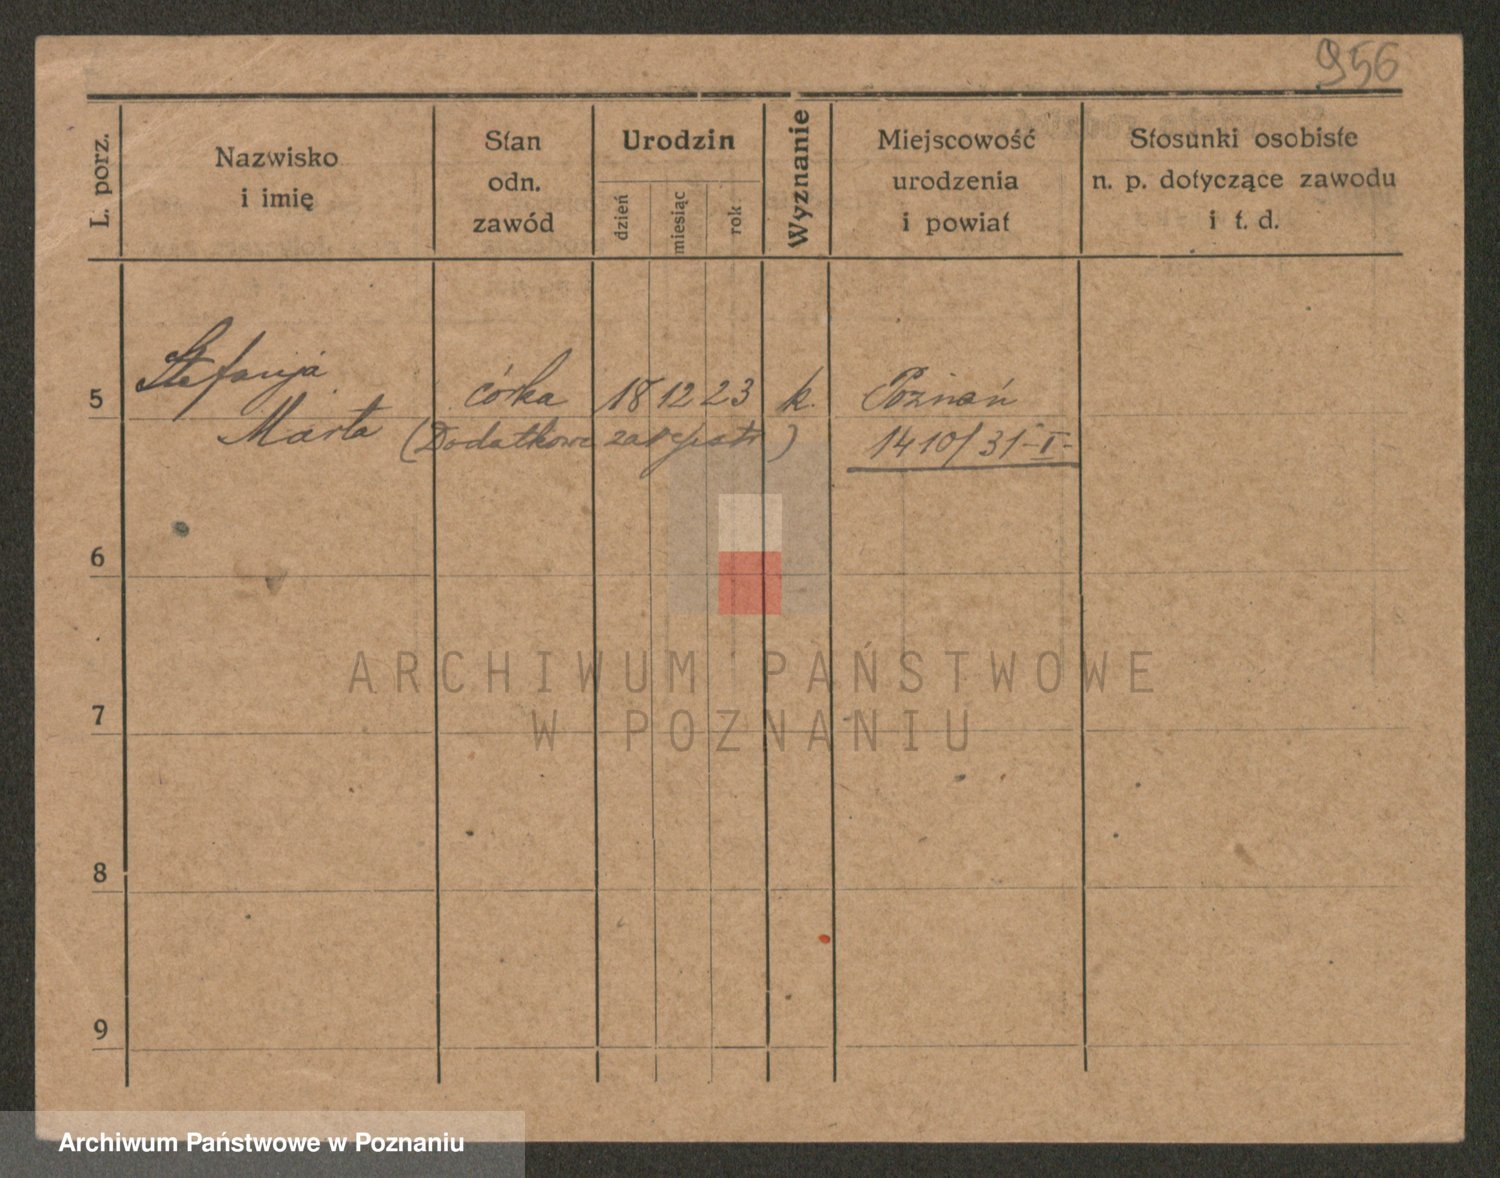 956
L. porz.
Nazwisko
i imię
Stan
odn.
zawód
Urodzin
dzień
miesiąc
rok
Wyznanie
Miejscowość
urodzenia
i powiat
Stosunki osobiste
n. p. dotyczące zawodu
i t. d.
5
Stefanja
Marta
córka
18 12 23
k.
Poznań
(Dodatkowo zarejestr)
1410/31-I-
6
7
8
9
ARCHIWUM PAŃSTWOWE
W POZNANIU
Archiwum Państwowe w Poznaniu